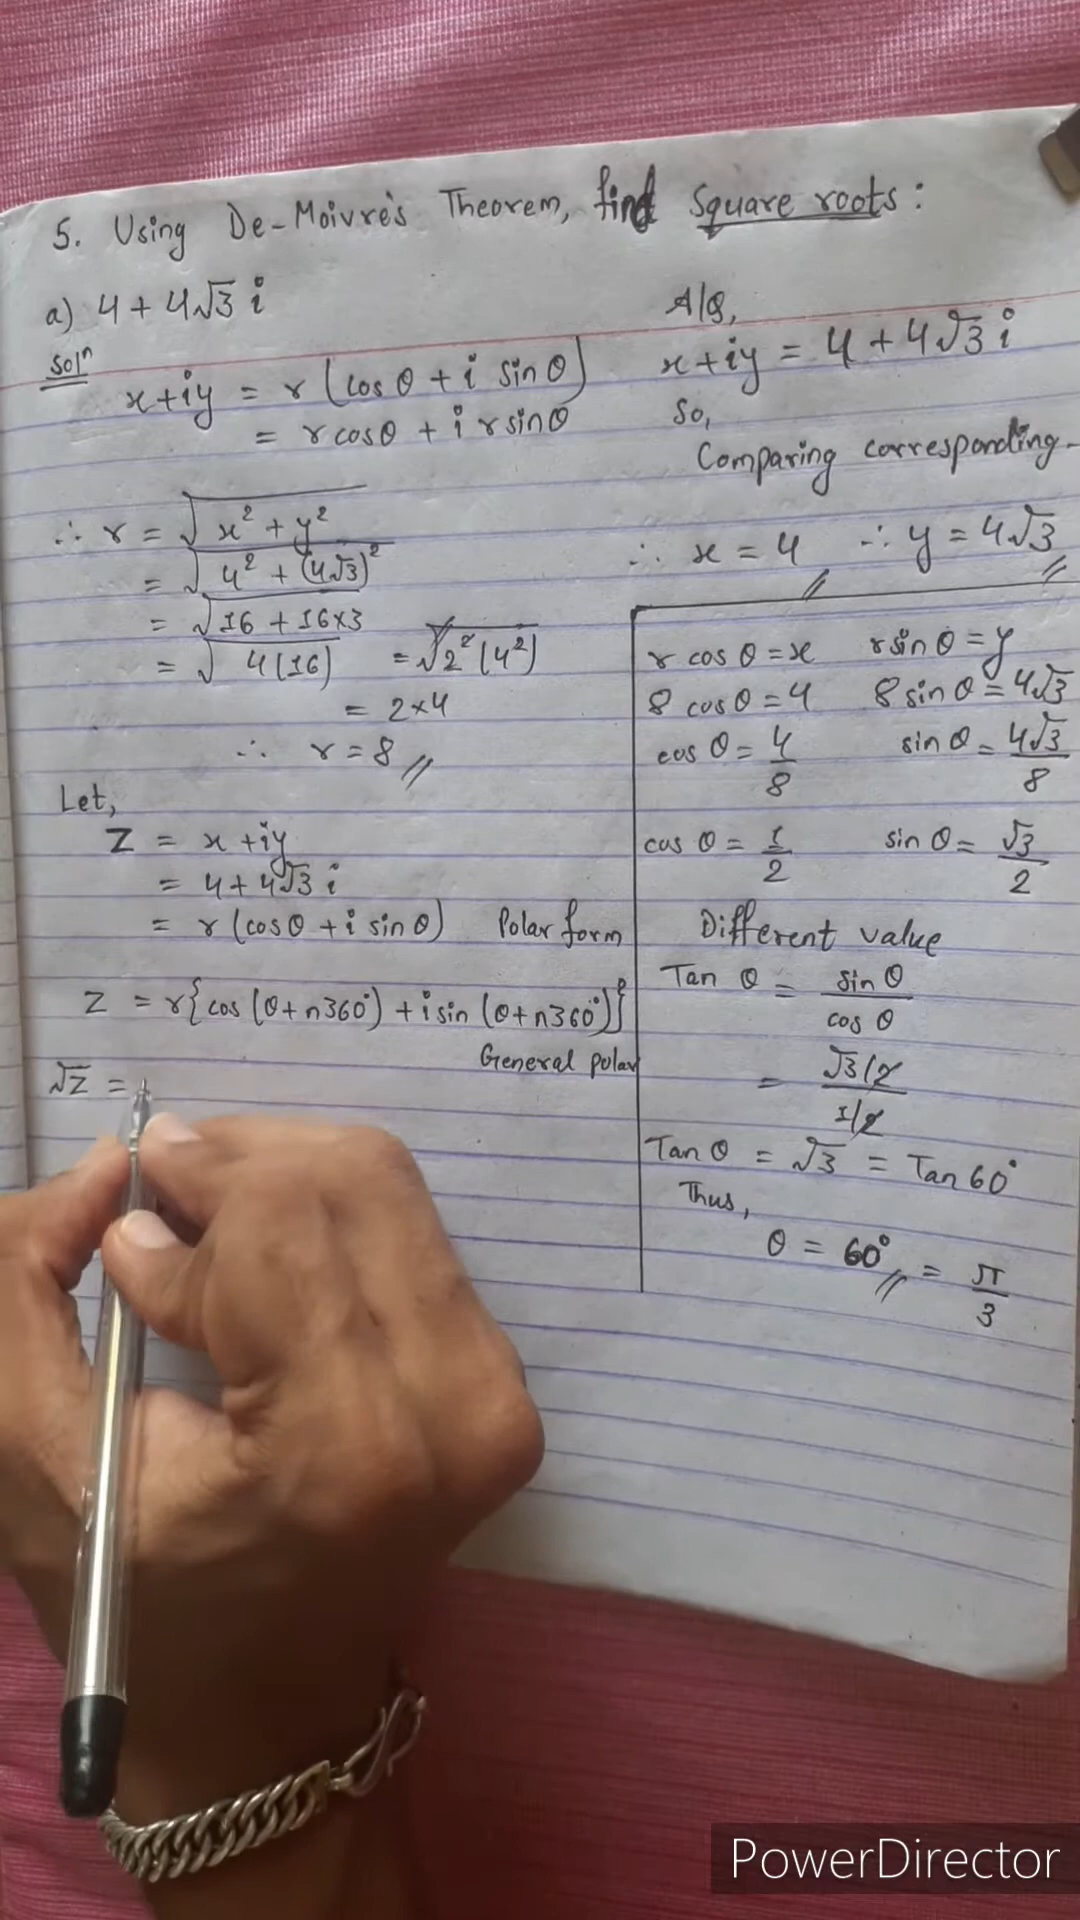 5. Using De-Moivre's Theorem, find Square roots:
a) 4 + 4√3 i
Solⁿ
x+iy = r (cos θ + i sin θ)
= r cosθ + i r sinθ
∴ r = √x² + y²
= √4² + (4√3)²
= √16 + 16×3
= √4(16) = √2² (4²)
= 2×4
∴ r = 8
Let,
Z = x + iy
= 4 + 4√3 i
= r (cosθ + i sin θ) Polar form
Z = r{cos (θ+n360°) + i sin (θ+n360°)}
General polar
√Z =
A/Q,
x+iy = 4 + 4√3 i
So,
Comparing corresponding
∴ x = 4 ∴ y = 4√3
r cos θ = x r sin θ = y
8 cos θ = 4 8 sin θ = 4√3
cos θ = 4/8 sin θ = 4√3/8
cos θ = 1/2 sin θ = √3/2
Different value
Tan θ = sin θ/cos θ
= √3/2 / 1/2
Tan θ = √3 = Tan 60°
Thus,
θ = 60° = π/3
PowerDirector